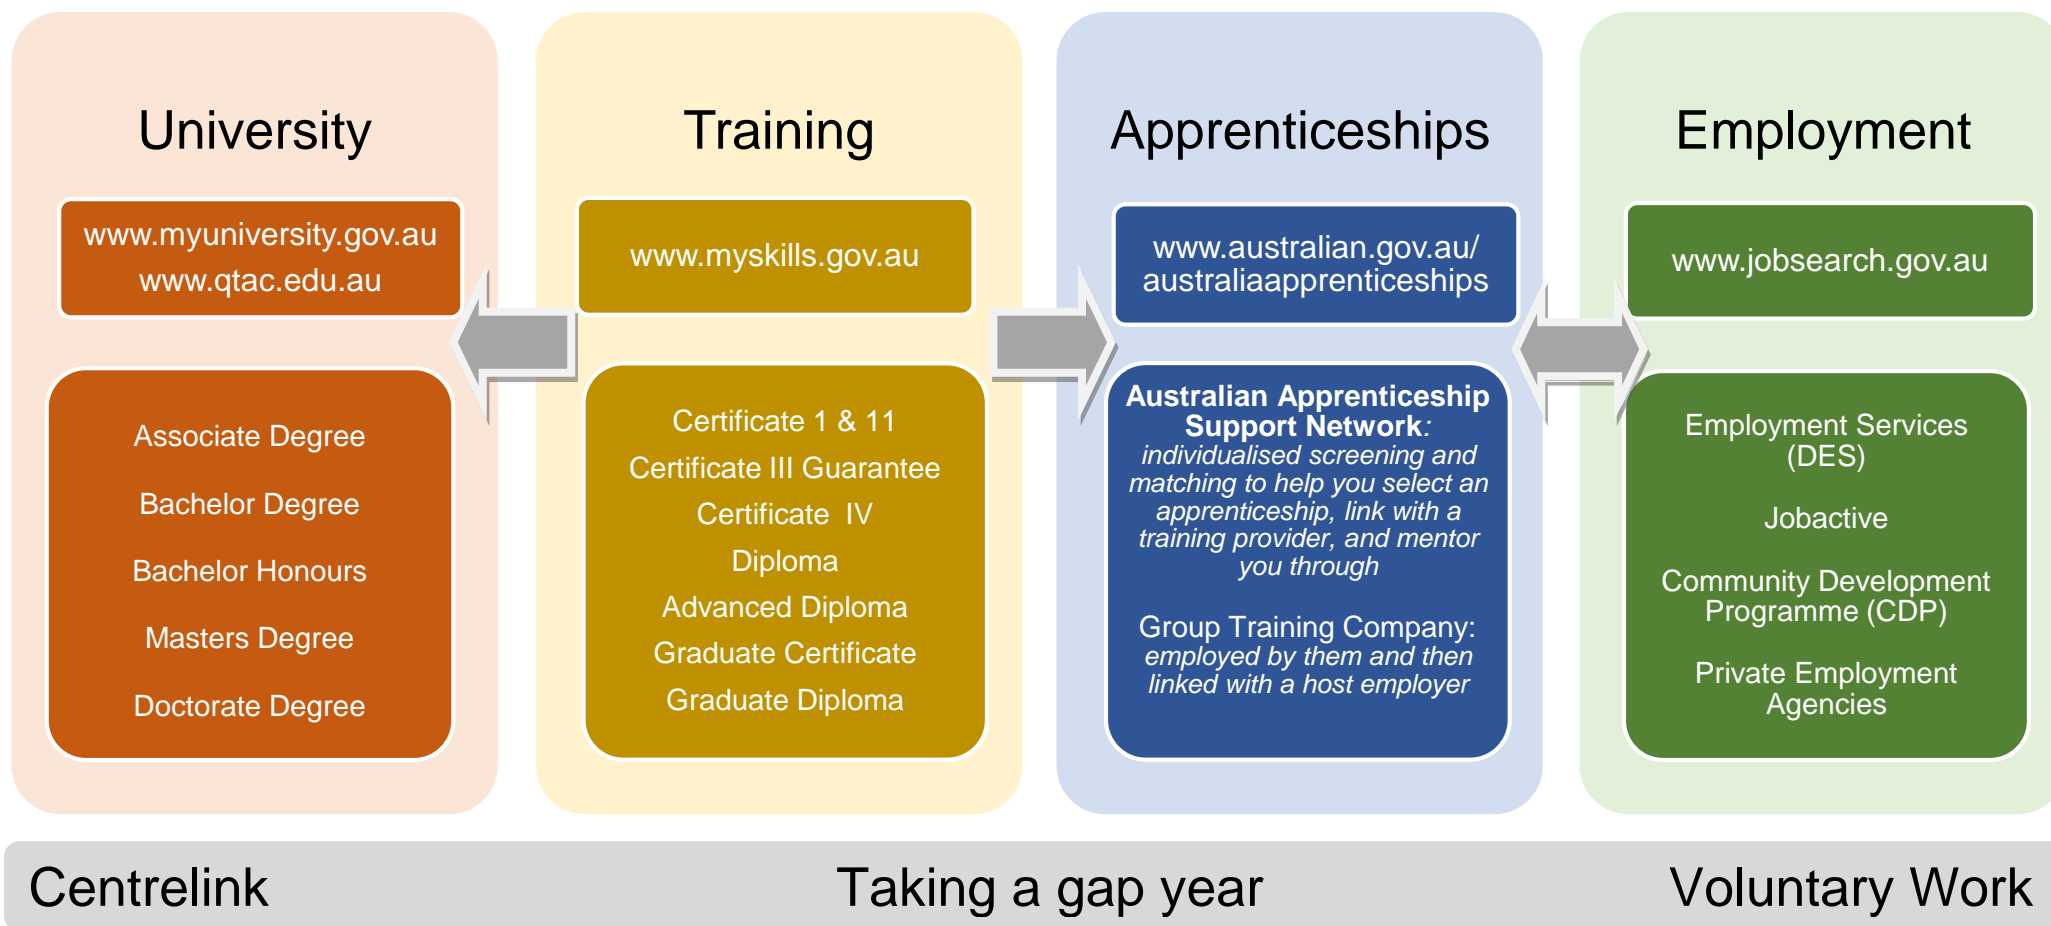 University
www.myuniversity.gov.au
www.qtac.edu.au
Associate Degree
Bachelor Degree
Bachelor Honours
Masters Degree
Doctorate Degree
Training
www.myskills.gov.au
Certificate 1 & 11
Certificate III Guarantee
Certificate  IV
Diploma
Advanced Diploma
Graduate Certificate
Graduate Diploma
Apprenticeships
www.australian.gov.au/
australiaapprenticeships
Australian Apprenticeship
Support Network:
individualised screening and
matching to help you select an
apprenticeship, link with a
training provider, and mentor
you through
Group Training Company:
employed by them and then
linked with a host employer
Employment
www.jobsearch.gov.au
Employment Services
(DES)
Jobactive
Community Development
Programme (CDP)
Private Employment
Agencies
Centrelink
Taking a gap year
Voluntary Work